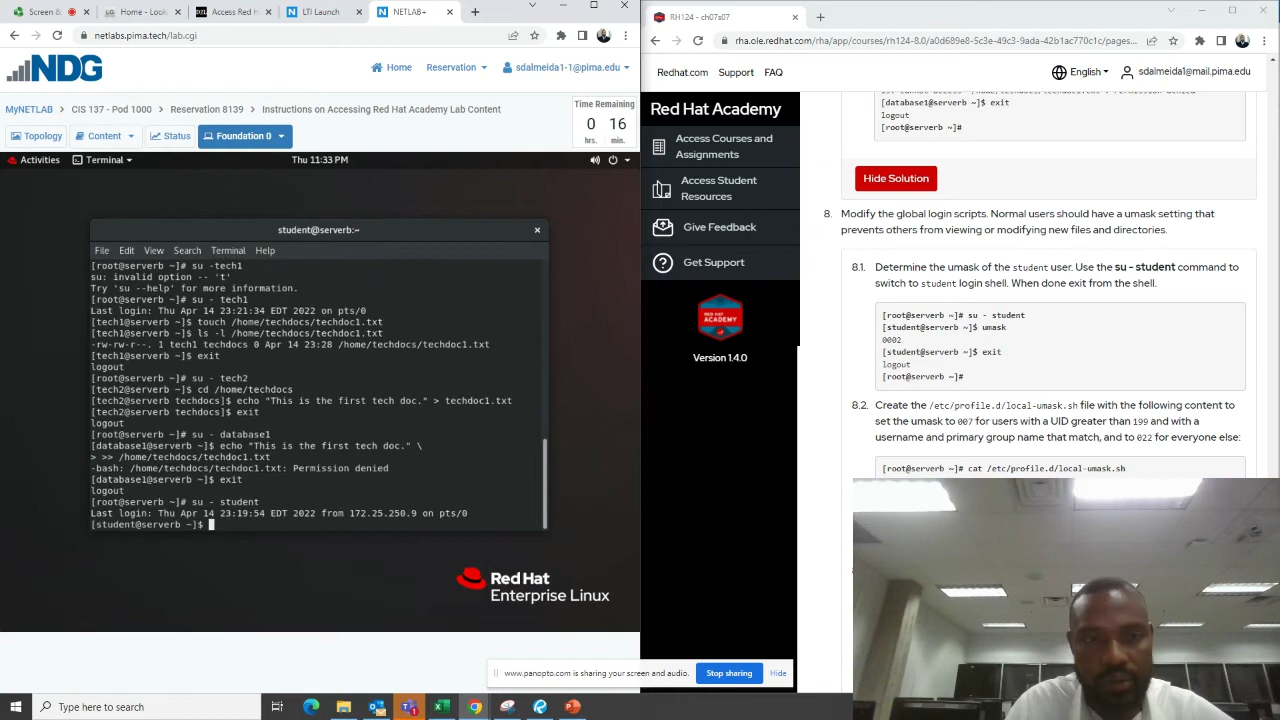 Screen &
Home - Look
Access Red H
LTI Launch
NETLAB+
netlabs.pima.tech/lab.cgi
NDG
Home
Reservation
sdalmeida1-1@pima.edu
MyNETLAB
CIS 137 - Pod 1000
Reservation 8139
Instructions on Accessing Red Hat Academy Lab Content
Time Remaining
0 16
hrs. min.
Topology
Content
Status
Foundation 0
Activities
Terminal
Thu 11:33 PM
student@serverb:~
File Edit View Search Terminal Help
[root@serverb ~]# su -tech1
su: invalid option -- 't'
Try 'su --help' for more information.
[root@serverb ~]# su - tech1
Last login: Thu Apr 14 23:21:34 EDT 2022 on pts/0
[tech1@serverb ~]$ touch /home/techdocs/techdoc1.txt
[tech1@serverb ~]$ ls -l /home/techdocs/techdoc1.txt
-rw-rw-r--. 1 tech1 techdocs 0 Apr 14 23:28 /home/techdocs/techdoc1.txt
[tech1@serverb ~]$ exit
logout
[root@serverb ~]# su - tech2
[tech2@serverb ~]$ cd /home/techdocs
[tech2@serverb techdocs]$ echo "This is the first tech doc." > techdoc1.txt
[tech2@serverb techdocs]$ exit
logout
[root@serverb ~]# su - database1
[database1@serverb ~]$ echo "This is the first tech doc." \
> >> /home/techdocs/techdoc1.txt
-bash: /home/techdocs/techdoc1.txt: Permission denied
[database1@serverb ~]$ exit
logout
[root@serverb ~]# su - student
Last login: Thu Apr 14 23:19:54 EDT 2022 from 172.25.250.9 on pts/0
[student@serverb ~]$
Red Hat
Enterprise Linux
www.panopto.com is sharing your screen and audio.
Stop sharing
Hide
Type here to search
RH124 - ch07s07
rha.ole.redhat.com/rha/app/courses/rh124-8.0/a0d689e8-5c3e-49c3-9ada-42b1ac770c1c/pages...
Redhat.com
Support
FAQ
English
sdalmeida1@mail.pima.edu
Red Hat Academy
Access Courses and
Assignments
Access Student
Resources
Give Feedback
Get Support
RED HAT
ACADEMY
Version 1.4.0
[database1@serverb ~]$ exit
logout
[root@serverb ~]#
Hide Solution
8. Modify the global login scripts. Normal users should have a umask setting that
prevents others from viewing or modifying new files and directories.
8.1. Determine the umask of the student user. Use the su - student command to
switch to student login shell. When done exit from the shell.
[root@serverb ~]# su - student
[student@serverb ~]$ umask
0002
[student@serverb ~]$ exit
logout
[root@serverb ~]#
8.2. Create the /etc/profile.d/local-umask.sh file with the following content to
set the umask to 007 for users with a UID greater than 199 and with a
username and primary group name that match, and to 022 for everyone else:
[root@serverb ~]# cat /etc/profile.d/local-umask.sh